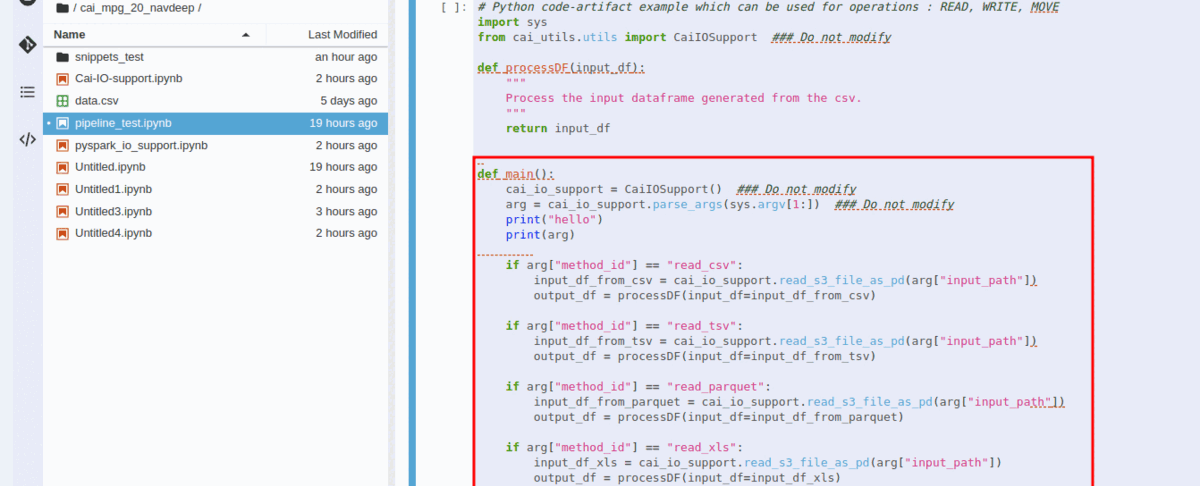 / cai_mpg_20_navdeep /
Name Last Modified
snippets_test an hour ago
Cai-IO-support.ipynb 2 hours ago
data.csv 5 days ago
• pipeline_test.ipynb 19 hours ago
pyspark_io_support.ipynb 2 hours ago
Untitled.ipynb 19 hours ago
Untitled1.ipynb 2 hours ago
Untitled3.ipynb 3 hours ago
Untitled4.ipynb 2 hours ago
[ ]: # Python code-artifact example which can be used for operations : READ, WRITE, MOVE
import sys
from cai_utils.utils import CaiIOSupport  ### Do not modify
def processDF(input_df):
    """
    Process the input dataframe generated from the csv.
    """
    return input_df
def main():
    cai_io_support = CaiIOSupport()  ### Do not modify
    arg = cai_io_support.parse_args(sys.argv[1:])  ### Do not modify
    print("hello")
    print(arg)
    if arg["method_id"] == "read_csv":
        input_df_from_csv = cai_io_support.read_s3_file_as_pd(arg["input_path"])
        output_df = processDF(input_df=input_df_from_csv)
    if arg["method_id"] == "read_tsv":
        input_df_from_tsv = cai_io_support.read_s3_file_as_pd(arg["input_path"])
        output_df = processDF(input_df=input_df_from_tsv)
    if arg["method_id"] == "read_parquet":
        input_df_from_parquet = cai_io_support.read_s3_file_as_pd(arg["input_path"])
        output_df = processDF(input_df=input_df_from_parquet)
    if arg["method_id"] == "read_xls":
        input_df_xls = cai_io_support.read_s3_file_as_pd(arg["input_path"])
        output_df = processDF(input_df=input_df_xls)